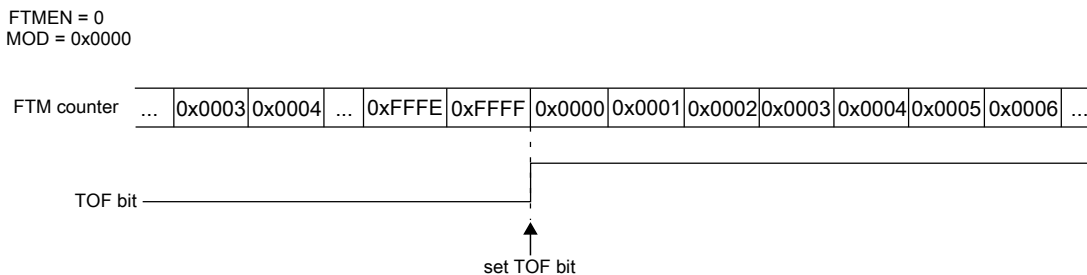 FTMEN = 0
MOD = 0x0000
FTM counter ... 0x0003 0x0004 ... 0xFFFE 0xFFFF 0x0000 0x0001 0x0002 0x0003 0x0004 0x0005 0x0006 ...
TOF bit
set TOF bit